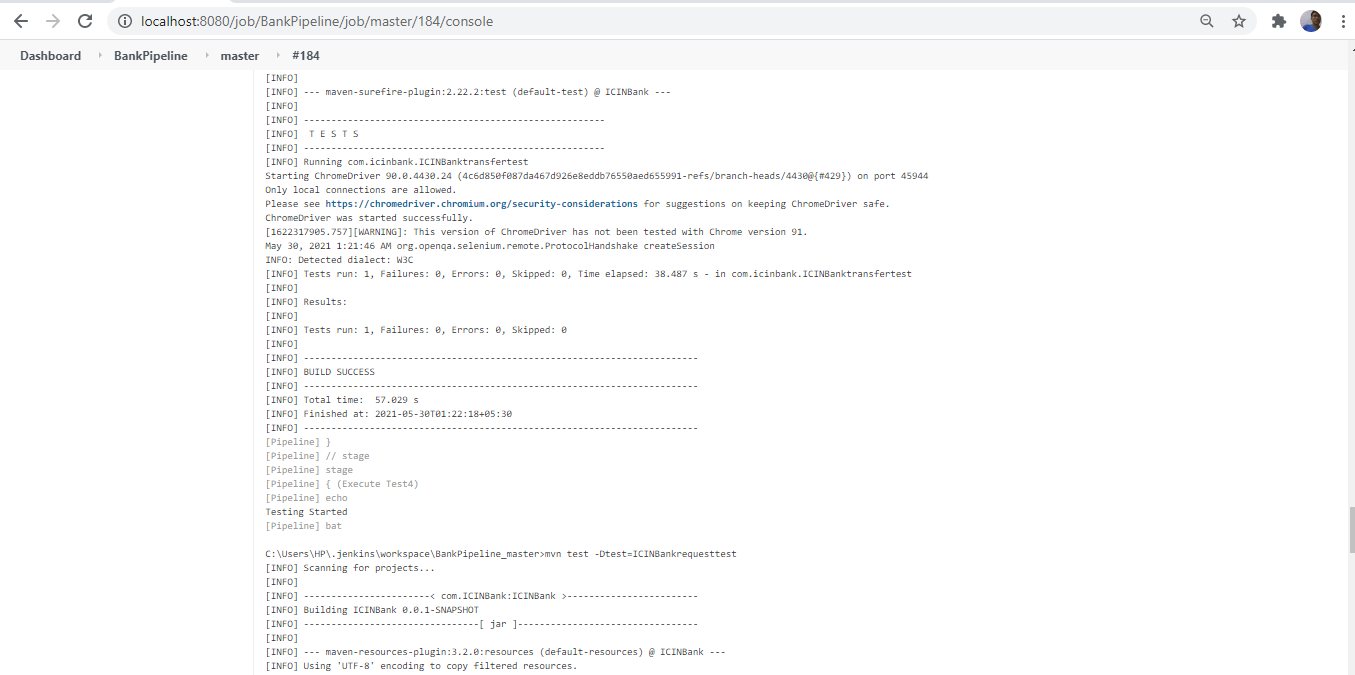 localhost:8080/job/BankPipeline/job/master/184/console
Dashboard BankPipeline master #184
[INFO]
[INFO] --- maven-surefire-plugin:2.22.2:test (default-test) @ ICINBank ---
[INFO]
[INFO] -------------------------------------------------------
[INFO]  T E S T S
[INFO] -------------------------------------------------------
[INFO] Running com.icinbank.ICINBanktransfertest
Starting ChromeDriver 90.0.4430.24 (4c6d850f087da467d926e8eddb76550aed655991-refs/branch-heads/4430@{#429}) on port 45944
Only local connections are allowed.
Please see https://chromedriver.chromium.org/security-considerations for suggestions on keeping ChromeDriver safe.
ChromeDriver was started successfully.
[1622317905.757][WARNING]: This version of ChromeDriver has not been tested with Chrome version 91.
May 30, 2021 1:21:46 AM org.openqa.selenium.remote.ProtocolHandshake createSession
INFO: Detected dialect: W3C
[INFO] Tests run: 1, Failures: 0, Errors: 0, Skipped: 0, Time elapsed: 38.487 s - in com.icinbank.ICINBanktransfertest
[INFO]
[INFO] Results:
[INFO]
[INFO] Tests run: 1, Failures: 0, Errors: 0, Skipped: 0
[INFO]
[INFO] ------------------------------------------------------------------------
[INFO] BUILD SUCCESS
[INFO] ------------------------------------------------------------------------
[INFO] Total time:  57.029 s
[INFO] Finished at: 2021-05-30T01:22:18+05:30
[INFO] ------------------------------------------------------------------------
[Pipeline] }
[Pipeline] // stage
[Pipeline] stage
[Pipeline] { (Execute Test4)
[Pipeline] echo
Testing Started
[Pipeline] bat
C:\Users\HP\.jenkins\workspace\BankPipeline_master>mvn test -Dtest=ICINBankrequesttest
[INFO] Scanning for projects...
[INFO]
[INFO] -----------------------< com.ICINBank:ICINBank >------------------------
[INFO] Building ICINBank 0.0.1-SNAPSHOT
[INFO] --------------------------------[ jar ]---------------------------------
[INFO]
[INFO] --- maven-resources-plugin:3.2.0:resources (default-resources) @ ICINBank ---
[INFO] Using 'UTF-8' encoding to copy filtered resources.